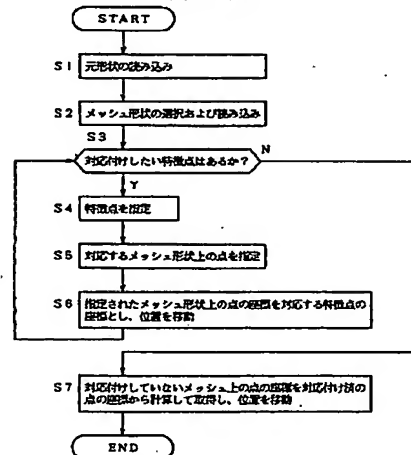 START
S1 元形状の読み込み
S2 メッシュ形状の選択および読み込み
S3
対応付けしたい特徴点はあるか?
N
Y
S4 特徴点を指定
S5 対応するメッシュ形状上の点を指定
S6 指定されたメッシュ形状上の点の座標を対応する特徴点の
座標とし、位置を移動
S7 対応付けしていないメッシュ上の点の座標を対応付け済の
点の座標から計算して取得し、位置を移動
END